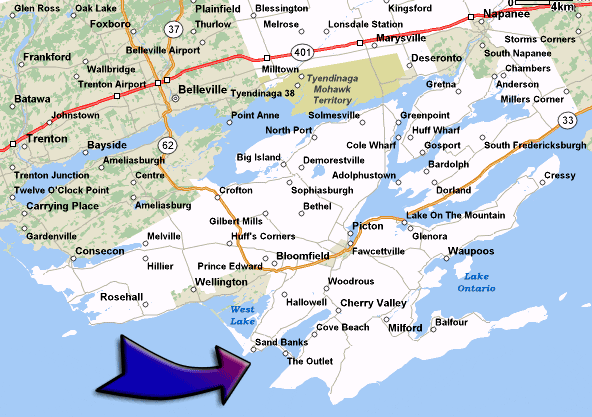 Glen Ross
Oak Lake
Plainfield
Blessington
Kingsford
0
4km
Foxboro
37
Thurlow
Melrose
Lonsdale Station
Napanee
Belleville Airport
401
Marysville
Storms Corners
Frankford
South Napanee
Wallbridge
Milltown
Deseronto
Chambers
Trenton Airport
Tyendinaga
Mohawk
Territory
Gretna
Anderson
Batawa
Belleville
Tyendinaga 38
Millers Corner
Johnstown
Point Anne
Solmesville
Greenpoint
33
Trenton
North Port
Huff Wharf
62
Cole Wharf
South Fredericksburgh
Bayside
Gosport
Big Island
Demorestville
Ameliasburgh
Bardolph
Trenton Junction
Centre
Adolphustown
Cressy
Twelve O'Clock Point
Crofton
Sophiasburgh
Dorland
Carrying Place
Ameliasburg
Bethel
Gilbert Mills
Lake On The Mountain
Picton
Gardenville
Melville
Huff's Corners
Glenora
Consecon
Bloomfield
Fawcettville
Waupoos
Hillier
Prince Edward
Lake
Ontario
Wellington
Woodrous
Rosehall
Hallowell
Cherry Valley
West
Lake
Cove Beach
Milford
Balfour
Sand Banks
The Outlet